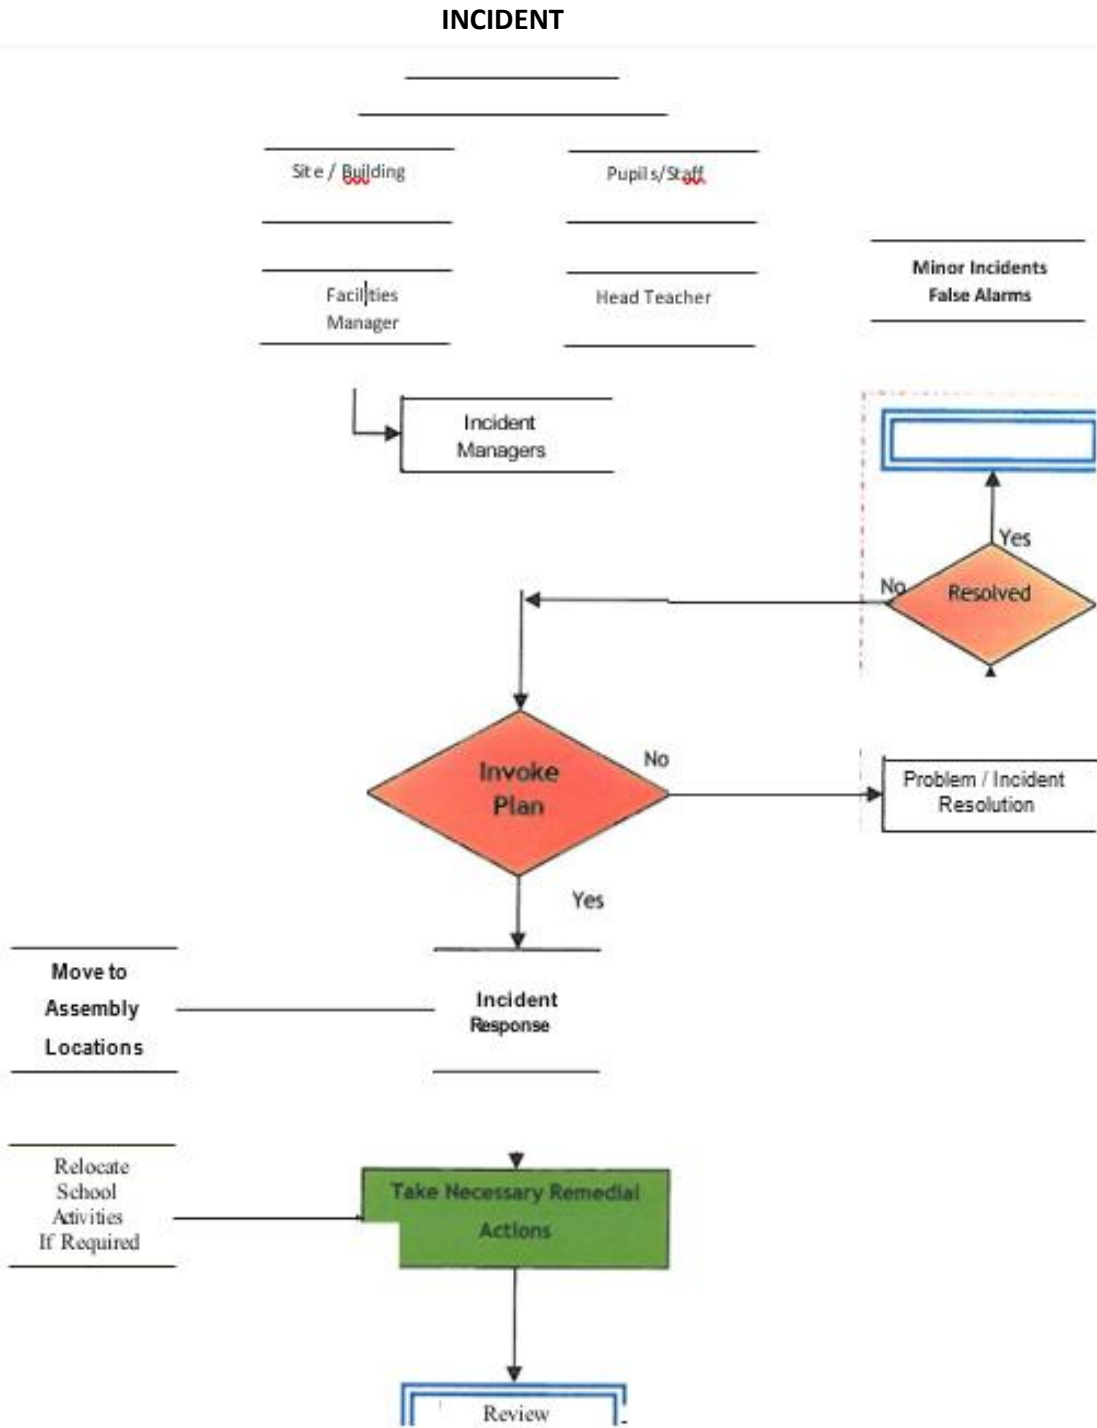 INCIDENT
Site / Building
Pupils/Staff
Minor Incidents
False Alarms
Facilities
Manager
Head Teacher
Incident
Managers
Yes
No
Resolved
Invoke
Plan
No
Problem / Incident
Resolution
Yes
Move to
Assembly
Locations
Incident
Response
Relocate
School
Activities
If Required
Take Necessary Remedial
Actions
Review